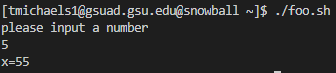 [tmichaels1@gsuad.gsu.edu@snowball ~]$ ./foo.sh
please input a number
5
x=55